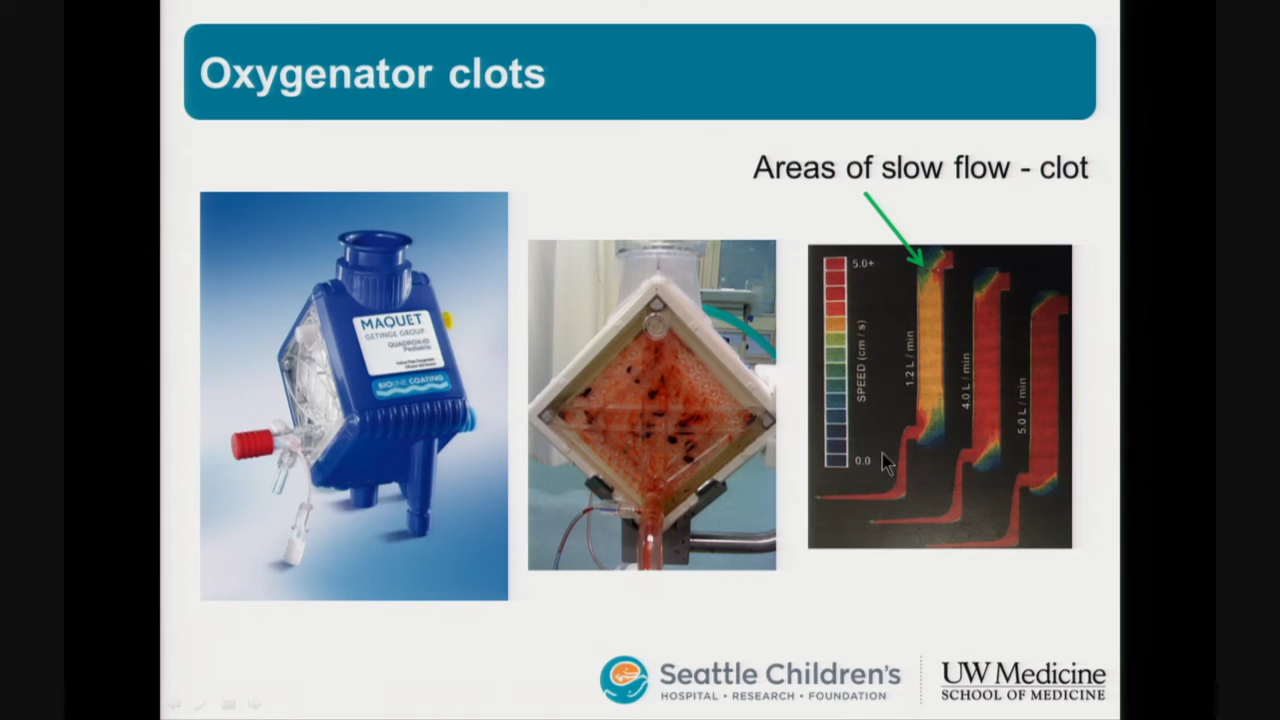 Oxygenator clots
Areas of slow flow - clot
MAQUET
GETINGE GROUP
QUADROX-iD
Pediatric
BIOLINE COATING
5.0+
SPEED (cm / s)
0.0
1.2 L / min
4.0 L / min
5.0 L / min
Seattle Children's
HOSPITAL • RESEARCH • FOUNDATION
UW Medicine
SCHOOL OF MEDICINE